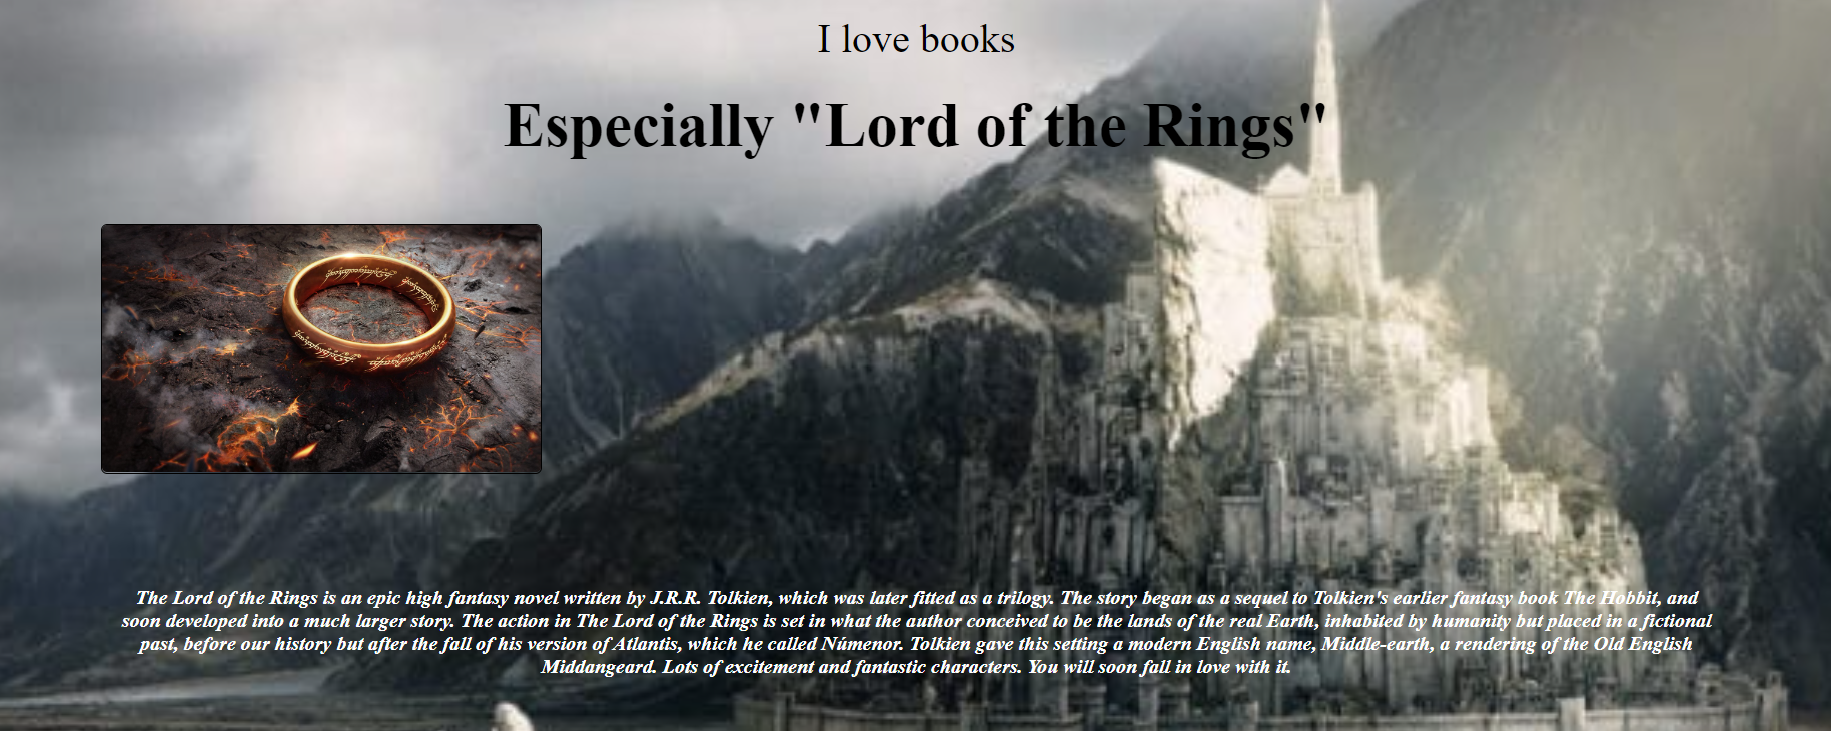 I love books
Especially "Lord of the Rings"
The Lord of the Rings is an epic high fantasy novel written by J.R.R. Tolkien, which was later fitted as a trilogy. The story began as a sequel to Tolkien's earlier fantasy book The Hobbit, and
soon developed into a much larger story. The action in The Lord of the Rings is set in what the author conceived to be the lands of the real Earth, inhabited by humanity but placed in a fictional
past, before our history but after the fall of his version of Atlantis, which he called Númenor. Tolkien gave this setting a modern English name, Middle-earth, a rendering of the Old English
Middangeard. Lots of excitement and fantastic characters. You will soon fall in love with it.